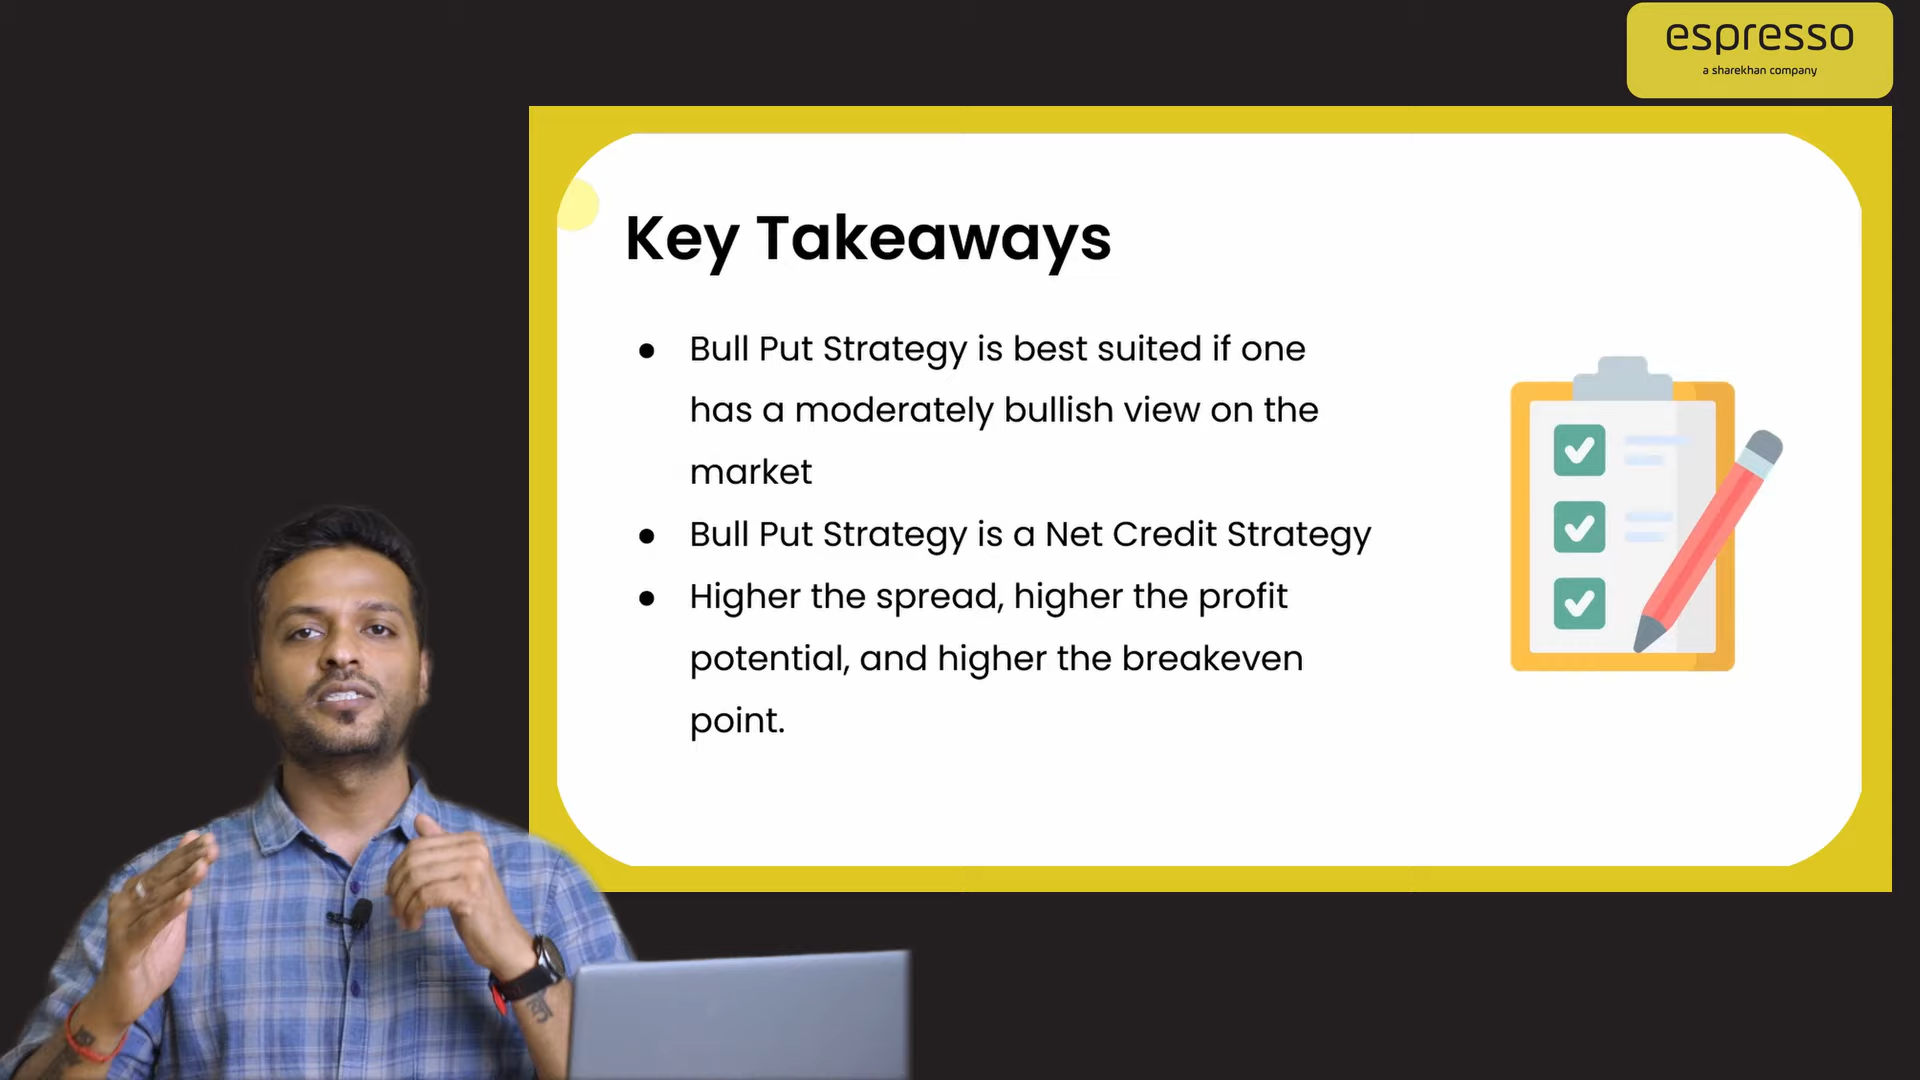 espresso
a sharekhan company
Key Takeaways
● Bull Put Strategy is best suited if one
has a moderately bullish view on the
market
● Bull Put Strategy is a Net Credit Strategy
● Higher the spread, higher the profit
potential, and higher the breakeven
point.